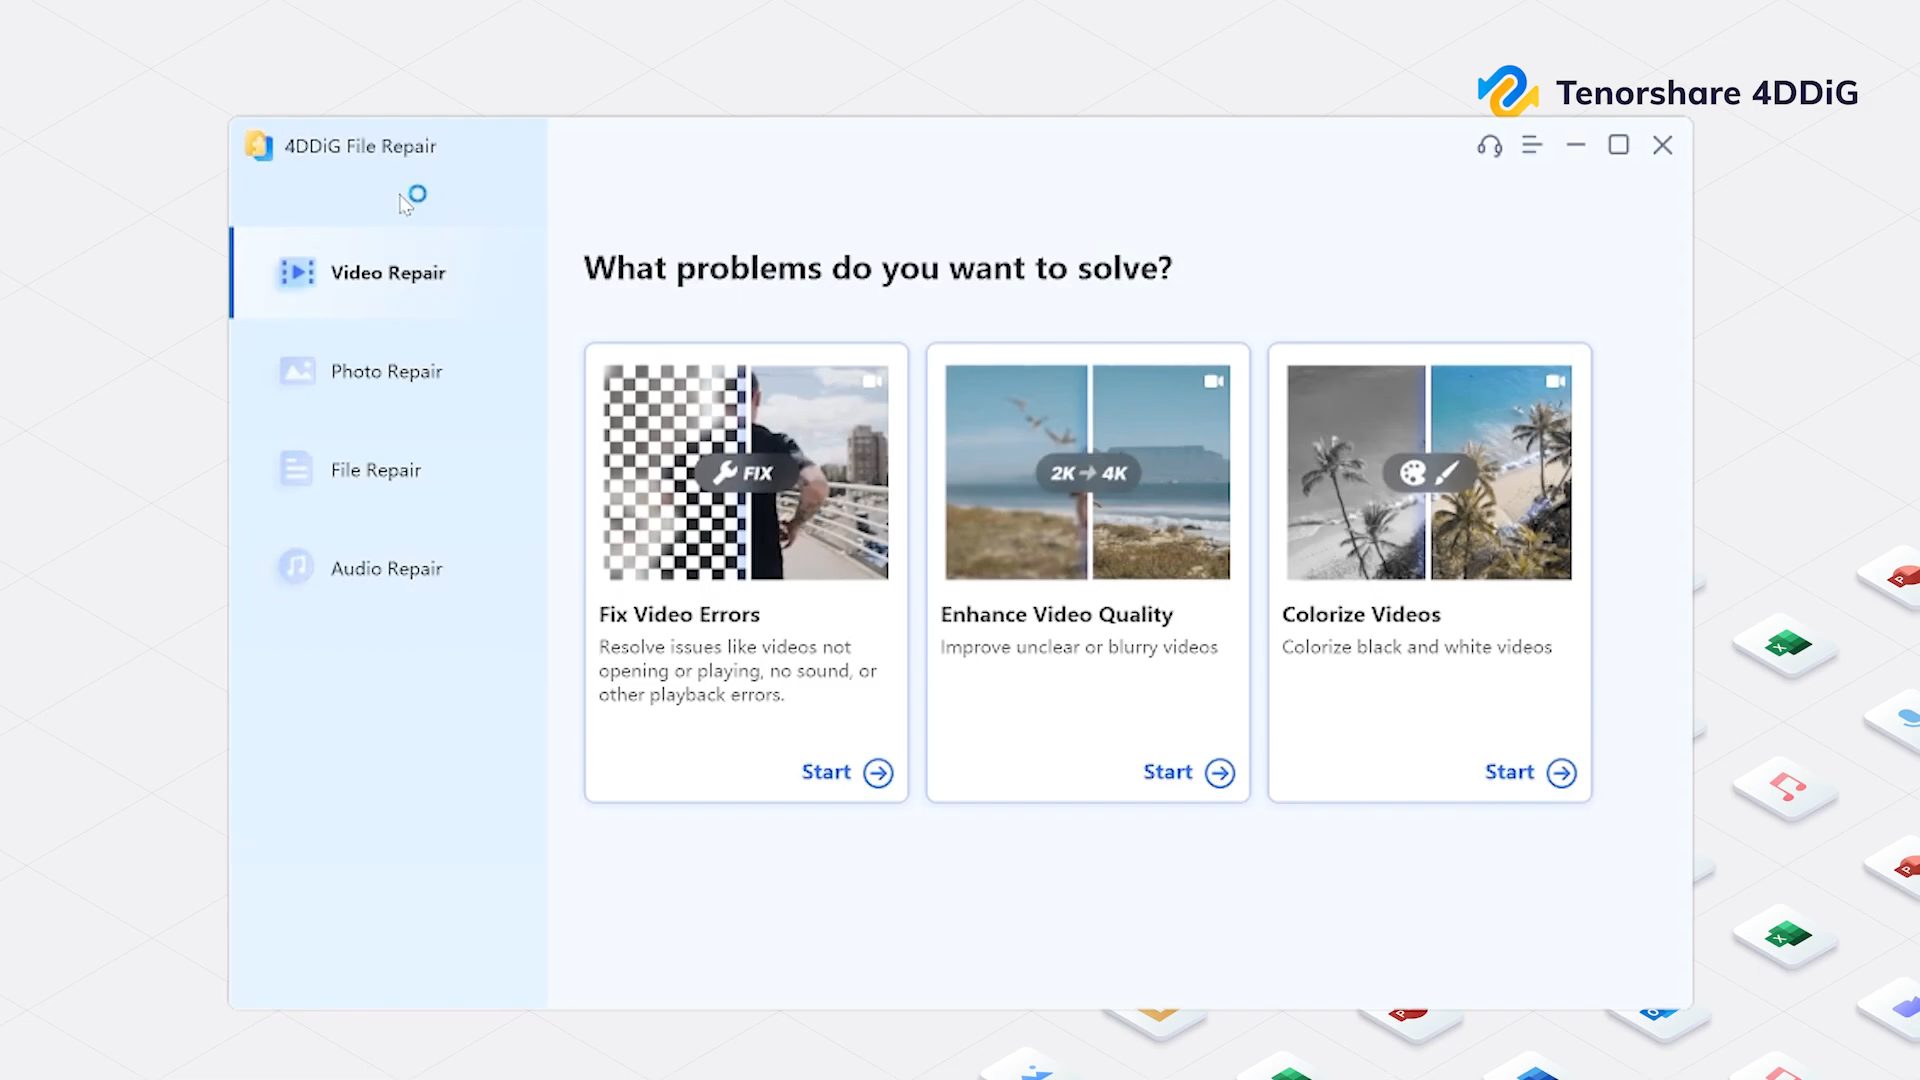 Tenorshare 4DDiG
4DDiG File Repair
Video Repair
Photo Repair
File Repair
Audio Repair
What problems do you want to solve?
FIX
Fix Video Errors
Resolve issues like videos not
opening or playing, no sound, or
other playback errors.
Start
2K → 4K
Enhance Video Quality
Improve unclear or blurry videos
Start
Colorize Videos
Colorize black and white videos
Start